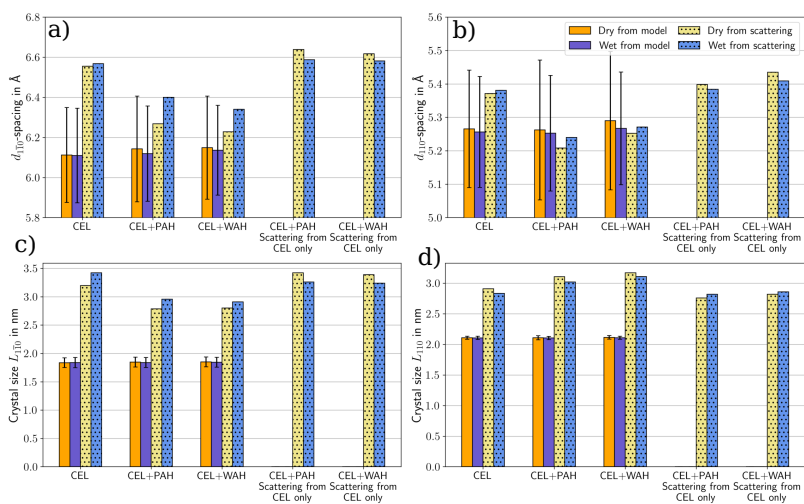 a)
6.8
6.6
6.4
6.2
6.0
5.8
d₁₁̄₀-spacing in Å
CEL
CEL+PAH
CEL+WAH
CEL+PAH
Scattering from
CEL only
CEL+WAH
Scattering from
CEL only
b)
Dry from model
Wet from model
Dry from scattering
Wet from scattering
5.6
5.4
5.2
5.1
5.0
d₁₁₀-spacing in Å
CEL
CEL+PAH
CEL+WAH
CEL+PAH
Scattering from
CEL only
CEL+WAH
Scattering from
CEL only
c)
3.5
3.0
2.5
2.0
1.5
1.0
0.5
0.0
Crystal size L₁₁̄₀ in nm
CEL
CEL+PAH
CEL+WAH
CEL+PAH
Scattering from
CEL only
CEL+WAH
Scattering from
CEL only
d)
3.0
2.5
2.0
1.5
1.0
0.5
0.0
Crystal size L₁₁₀ in nm
CEL
CEL+PAH
CEL+WAH
CEL+PAH
Scattering from
CEL only
CEL+WAH
Scattering from
CEL only